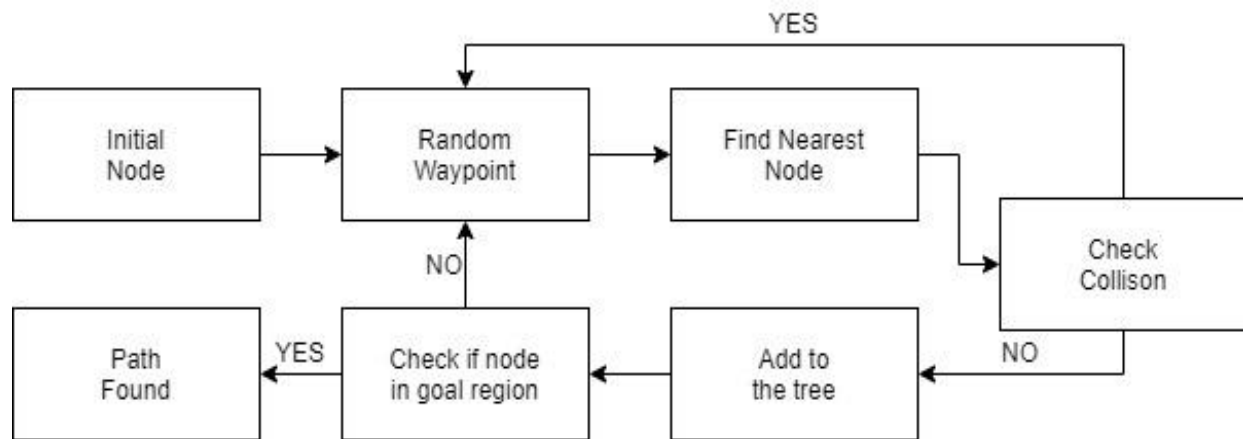 YES
Initial
Node
Random
Waypoint
Find Nearest
Node
Check
Collison
NO
Path
Found
YES
Check if node
in goal region
Add to
the tree
NO